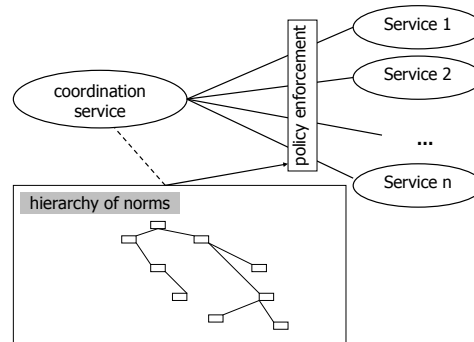 Service 1
Service 2
coordination
service
policy enforcement
...
Service n
hierarchy of norms